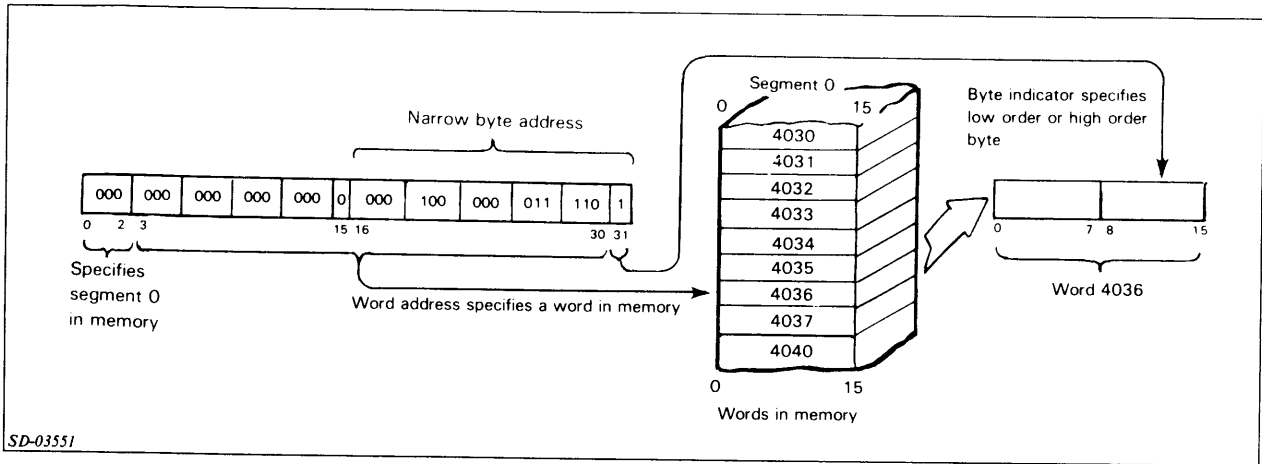 Narrow byte address
000 000 000 000 000 0 000 100 000 011 110 1
0 2 3 15 16 30 31
Specifies
segment 0
in memory
Word address specifies a word in memory
Segment 0
0 15
4030
4031
4032
4033
4034
4035
4036
4037
4040
0 15
Words in memory
Byte indicator specifies
low order or high order
byte
0 7 8 15
Word 4036
SD-03551